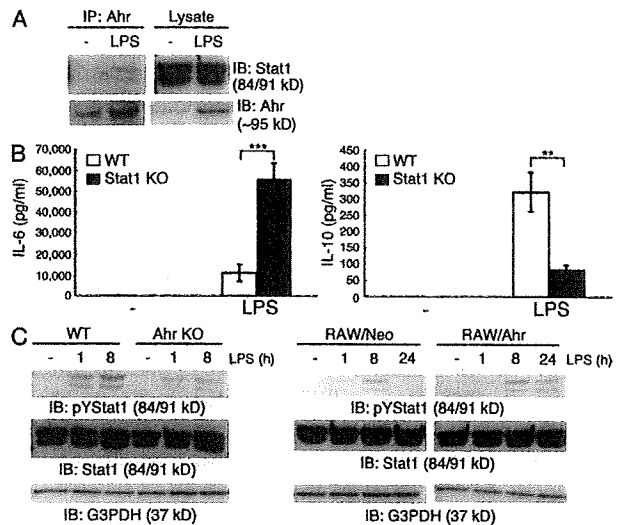 A
IP: Ahr Lysate
- LPS - LPS
IB: Stat1
(84/91 kD)
IB: Ahr
(~95 kD)
B
IL-6 (pg/ml)
70,000
60,000
50,000
40,000
30,000
20,000
10,000
0
WT
Stat1 KO
***
- LPS
IL-10 (pg/ml)
450
400
350
300
250
200
150
100
50
0
WT
Stat1 KO
**
- LPS
C
WT Ahr KO
- 1 8 - 1 8 LPS (h)
IB: pYStat1 (84/91 kD)
IB: Stat1 (84/91 kD)
IB: G3PDH (37 kD)
RAW/Neo RAW/Ahr
- 1 8 24 - 1 8 24 LPS (h)
IB: pYStat1 (84/91 kD)
IB: Stat1 (84/91 kD)
IB: G3PDH (37 kD)